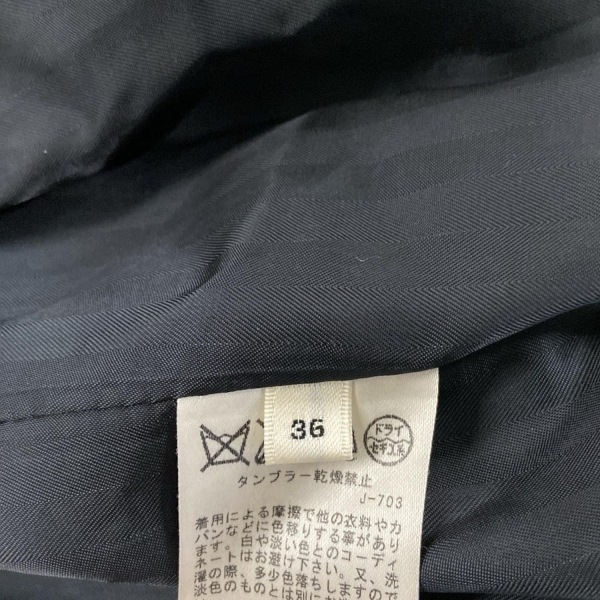 36
ドライ
セキユ系
タンブラー乾燥禁止
J-703
着用による摩擦で他の衣料やカ
バンなどに色移りする事があり
ます。白や淡い色とのコーディ
ネートはお避け下さい。又、洗
濯の際、多少色落ちしますので
淡色のものとは別に